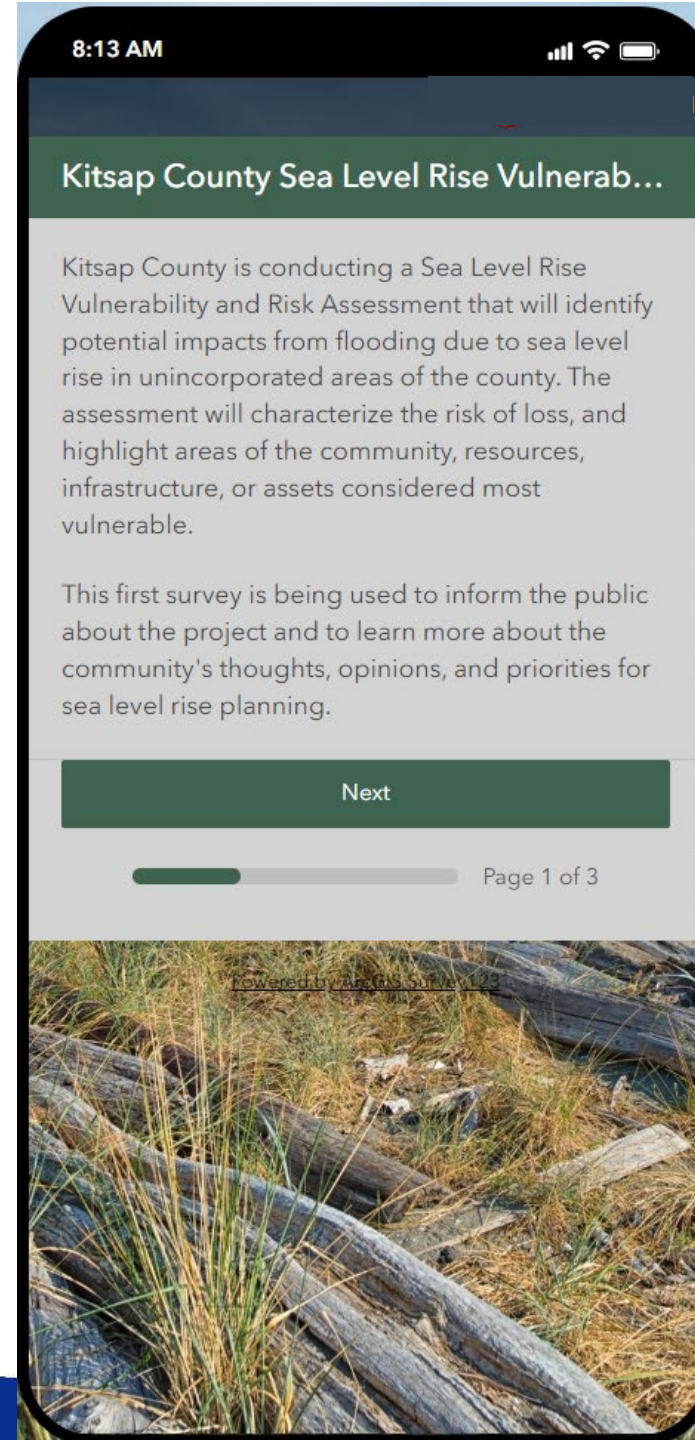 8:13 AM
Kitsap County Sea Level Rise Vulnerab...
Kitsap County is conducting a Sea Level Rise
Vulnerability and Risk Assessment that will identify
potential impacts from flooding due to sea level
rise in unincorporated areas of the county. The
assessment will characterize the risk of loss, and
highlight areas of the community, resources,
infrastructure, or assets considered most
vulnerable.
This first survey is being used to inform the public
about the project and to learn more about the
community's thoughts, opinions, and priorities for
sea level rise planning.
Next
Page 1 of 3
Powered by ArcGIS Survey123